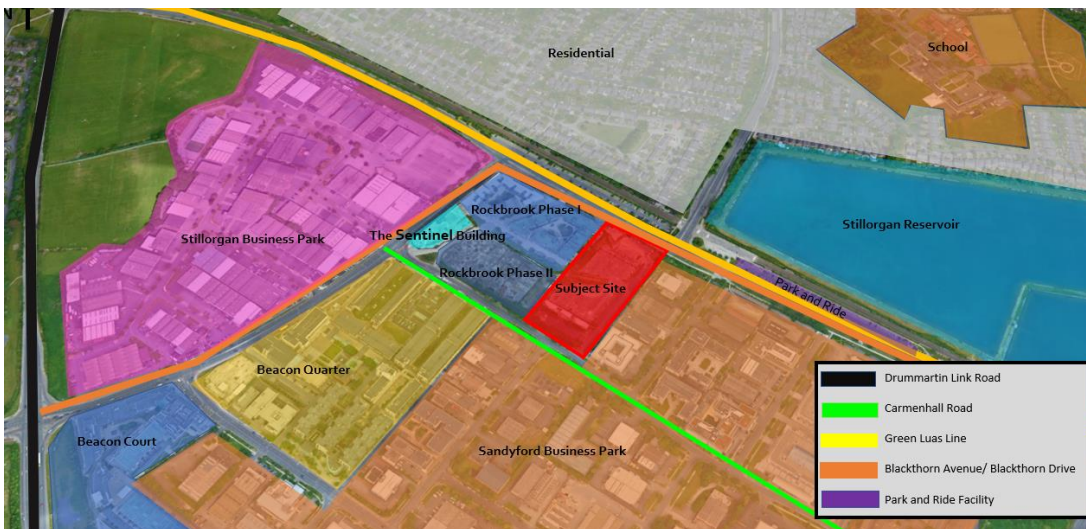 N T
Residential
School
Rockbrook Phase I
Stillorgan Reservoir
The Sentinel Building
Stillorgan Business Park
Rockbrook Phase II
Subject Site
Park and Ride
Beacon Quarter
Drummartin Link Road
Carmenhall Road
Beacon Court
Green Luas Line
Sandyford Business Park
Blackthorn Avenue/ Blackthorn Drive
Park and Ride Facility